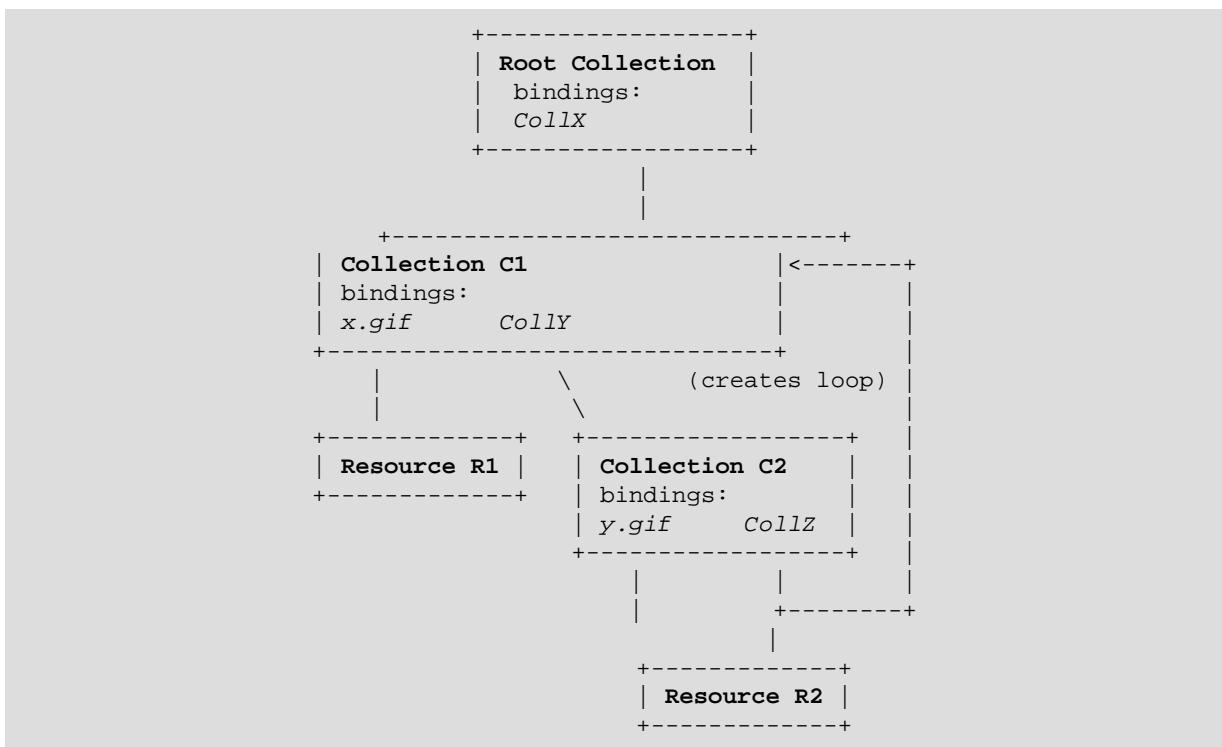 +------------------+
| Root Collection |
| bindings: |
| CollX |
+------------------+
|
|
+-------------------------------+
| Collection C1 |<-------+
| bindings: | |
| x.gif CollY | |
+-------------------------------+ |
| \ (creates loop) |
| \ |
+-------------+ +------------------+ |
| Resource R1 | | Collection C2 | |
+-------------+ | bindings: | |
| y.gif CollZ | |
+------------------+ |
| | |
| +--------+
|
+-------------+
| Resource R2 |
+-------------+